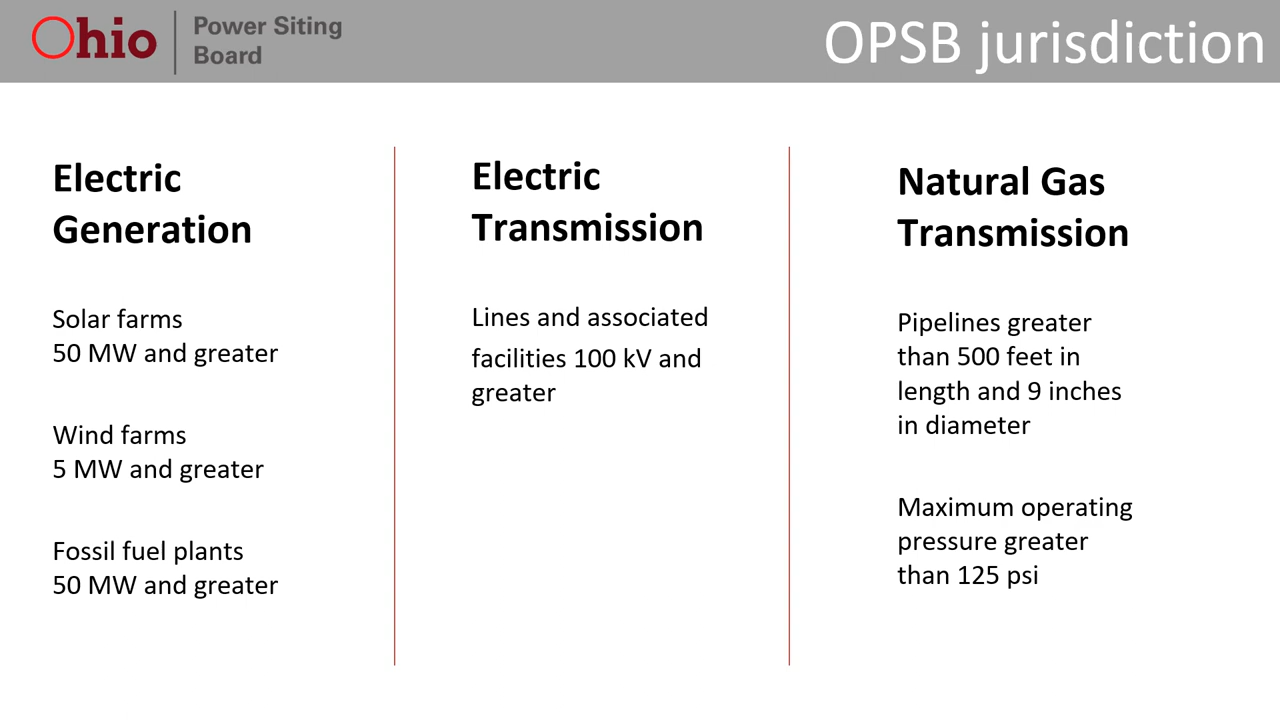 Ohio
Power Siting
Board
OPSB jurisdiction
Electric
Generation
Solar farms
50 MW and greater
Wind farms
5 MW and greater
Fossil fuel plants
50 MW and greater
Electric
Transmission
Lines and associated
facilities 100 kV and
greater
Natural Gas
Transmission
Pipelines greater
than 500 feet in
length and 9 inches
in diameter
Maximum operating
pressure greater
than 125 psi